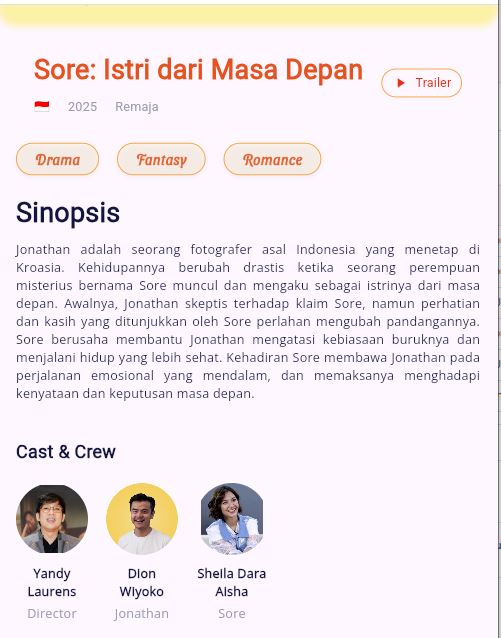 Sore: Istri dari Masa Depan
Trailer
2025 Remaja
Drama Fantasy Romance
Sinopsis
Jonathan adalah seorang fotografer asal Indonesia yang menetap di
Kroasia. Kehidupannya berubah drastis ketika seorang perempuan
misterius bernama Sore muncul dan mengaku sebagai istrinya dari masa
depan. Awalnya, Jonathan skeptis terhadap klaim Sore, namun perhatian
dan kasih yang ditunjukkan oleh Sore perlahan mengubah pandangannya.
Sore berusaha membantu Jonathan mengatasi kebiasaan buruknya dan
menjalani hidup yang lebih sehat. Kehadiran Sore membawa Jonathan pada
perjalanan emosional yang mendalam, dan memaksanya menghadapi
kenyataan dan keputusan masa depan.
Cast & Crew
Yandy
Laurens
Director
Dion
Wiyoko
Jonathan
Sheila Dara
Aisha
Sore